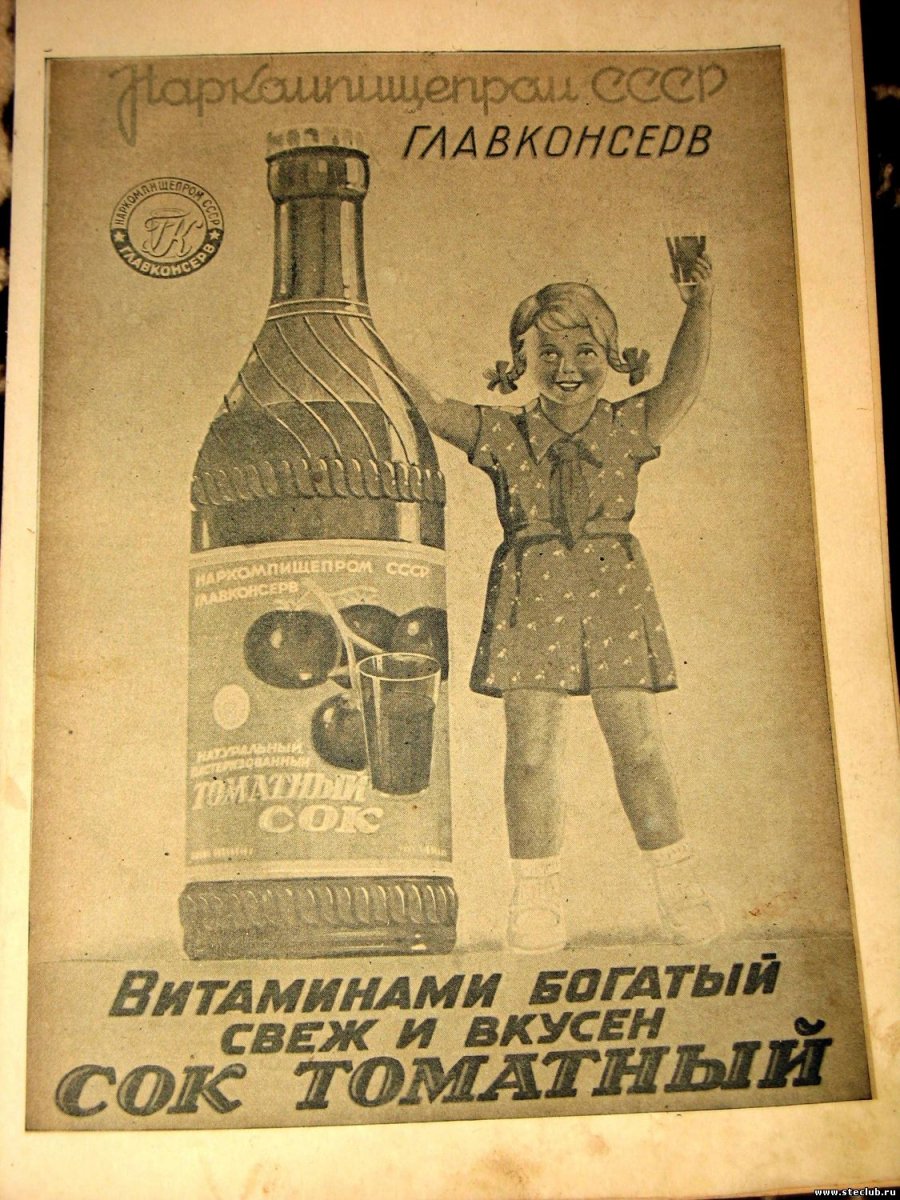 Наркомпищепром СССР
ГЛАВКОНСЕРВ
НАРКОМПИЩЕПРОМ СССР
ГК
ГЛАВКОНСЕРВ
НАРКОМПИЩЕПРОМ СССР
ГЛАВКОНСЕРВ
НАТУРАЛЬНЫЙ
ПАСТЕРИЗОВАННЫЙ
ТОМАТНЫЙ
СОК
ВИТАМИНАМИ БОГАТЫЙ
СВЕЖ И ВКУСЕН
СОК ТОМАТНЫЙ
www.steclub.ru